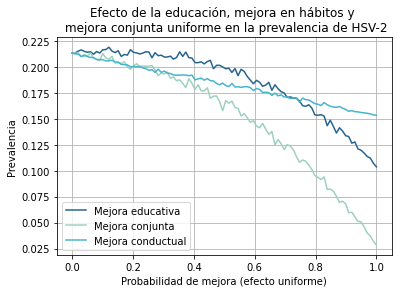 Efecto de la educación, mejora en hábitos y
mejora conjunta uniforme en la prevalencia de HSV-2
0.225
0.200
0.175
0.150
0.125
0.100
0.075
0.050
0.025
Prevalencia
Mejora educativa
Mejora conjunta
Mejora conductual
0.0 0.2 0.4 0.6 0.8 1.0
Probabilidad de mejora (efecto uniforme)